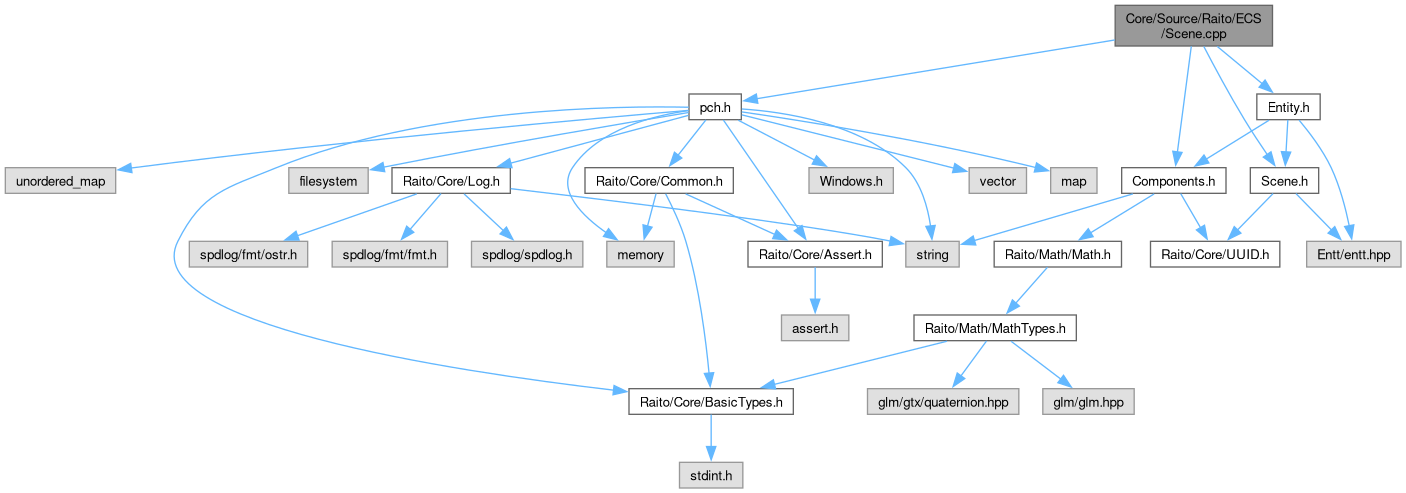 Core/Source/Raito/ECS
/Scene.cpp
pch.h
Entity.h
unordered_map
filesystem
Raito/Core/Log.h
Raito/Core/Common.h
Windows.h
vector
map
Components.h
Scene.h
spdlog/fmt/ostr.h
spdlog/fmt/fmt.h
spdlog/spdlog.h
memory
Raito/Core/Assert.h
string
Raito/Math/Math.h
Raito/Core/UUID.h
Entt/entt.hpp
assert.h
Raito/Math/MathTypes.h
Raito/Core/BasicTypes.h
glm/gtx/quaternion.hpp
glm/glm.hpp
stdint.h